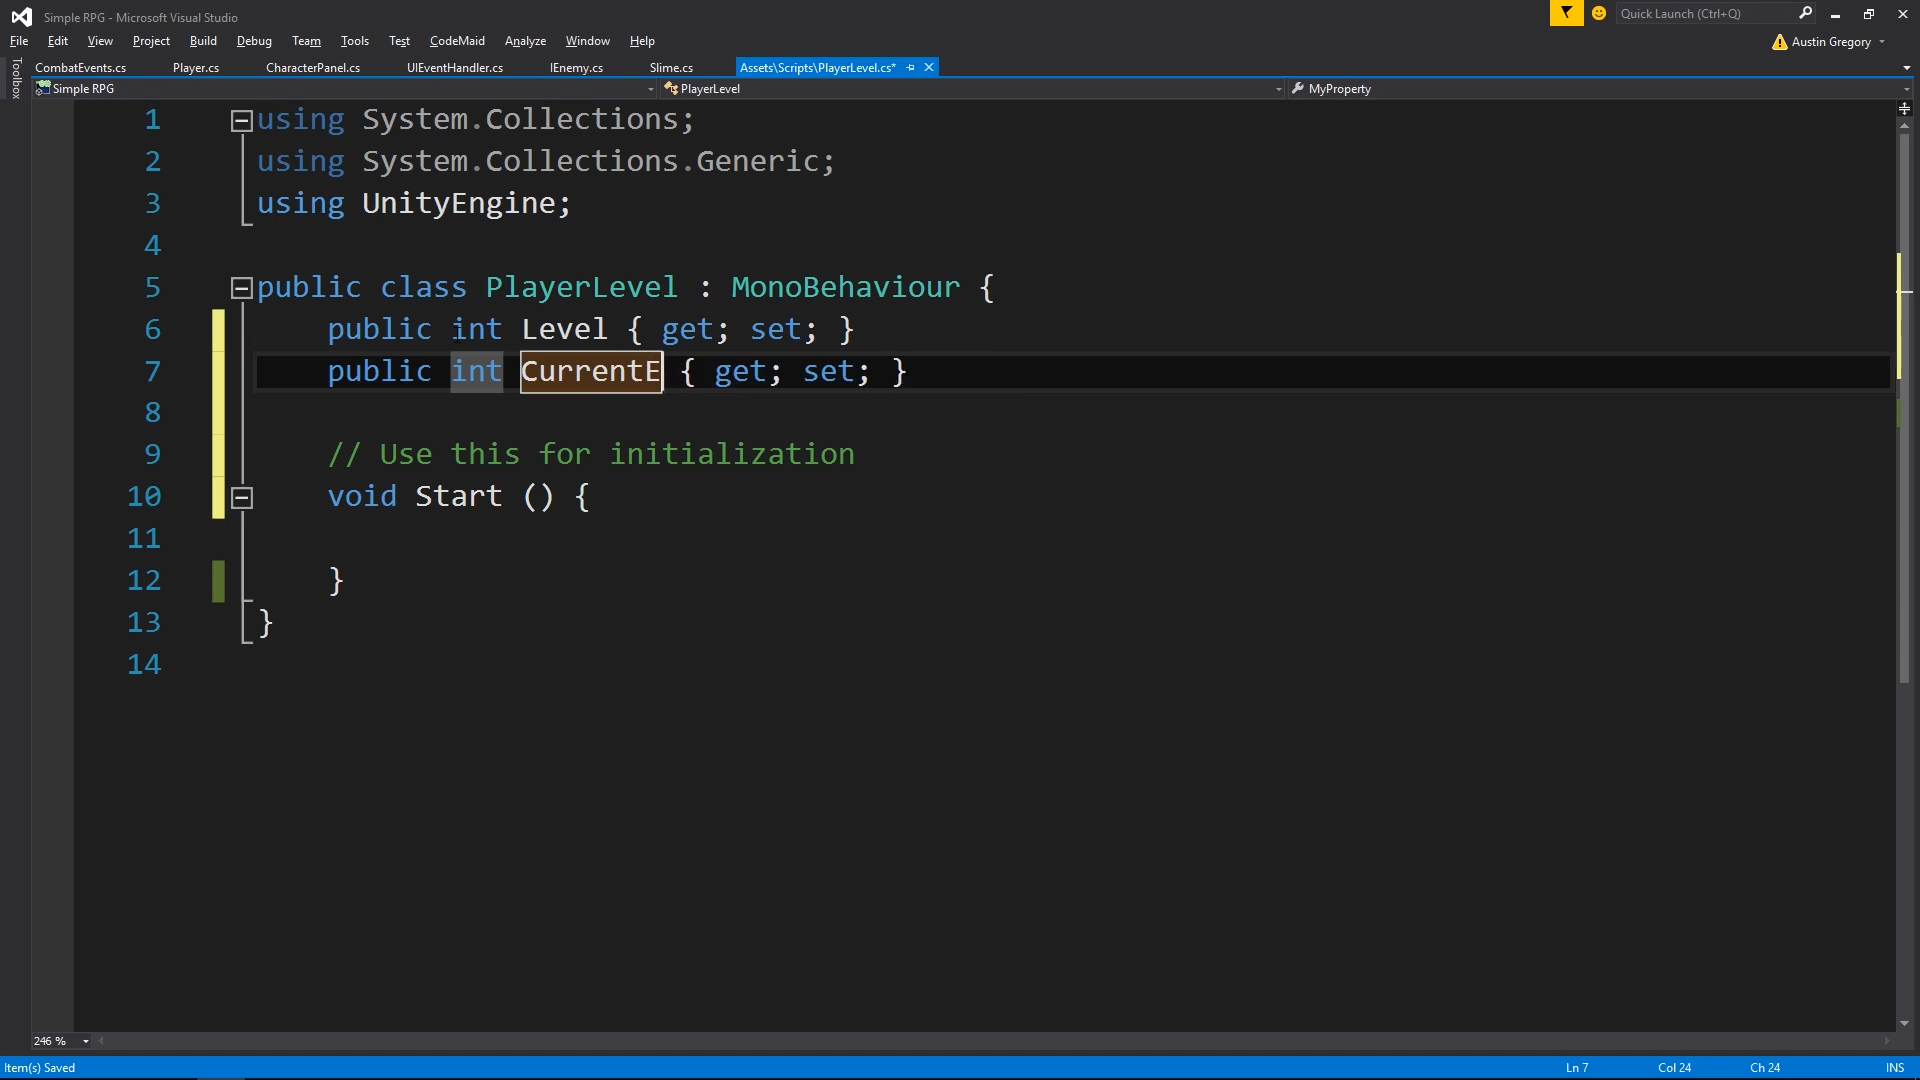 Simple RPG - Microsoft Visual Studio
Quick Launch (Ctrl+Q)
File Edit View Project Build Debug Team Tools Test CodeMaid Analyze Window Help
Austin Gregory
Toolbox
CombatEvents.cs Player.cs CharacterPanel.cs UIEventHandler.cs IEnemy.cs Slime.cs Assets\Scripts\PlayerLevel.cs*
Simple RPG PlayerLevel MyProperty
1 using System.Collections;
2 using System.Collections.Generic;
3 using UnityEngine;
4
5 public class PlayerLevel : MonoBehaviour {
6 public int Level { get; set; }
7 public int CurrentE { get; set; }
8
9 // Use this for initialization
10 void Start () {
11
12 }
13 }
14
246 %
Item(s) Saved Ln 7 Col 24 Ch 24 INS